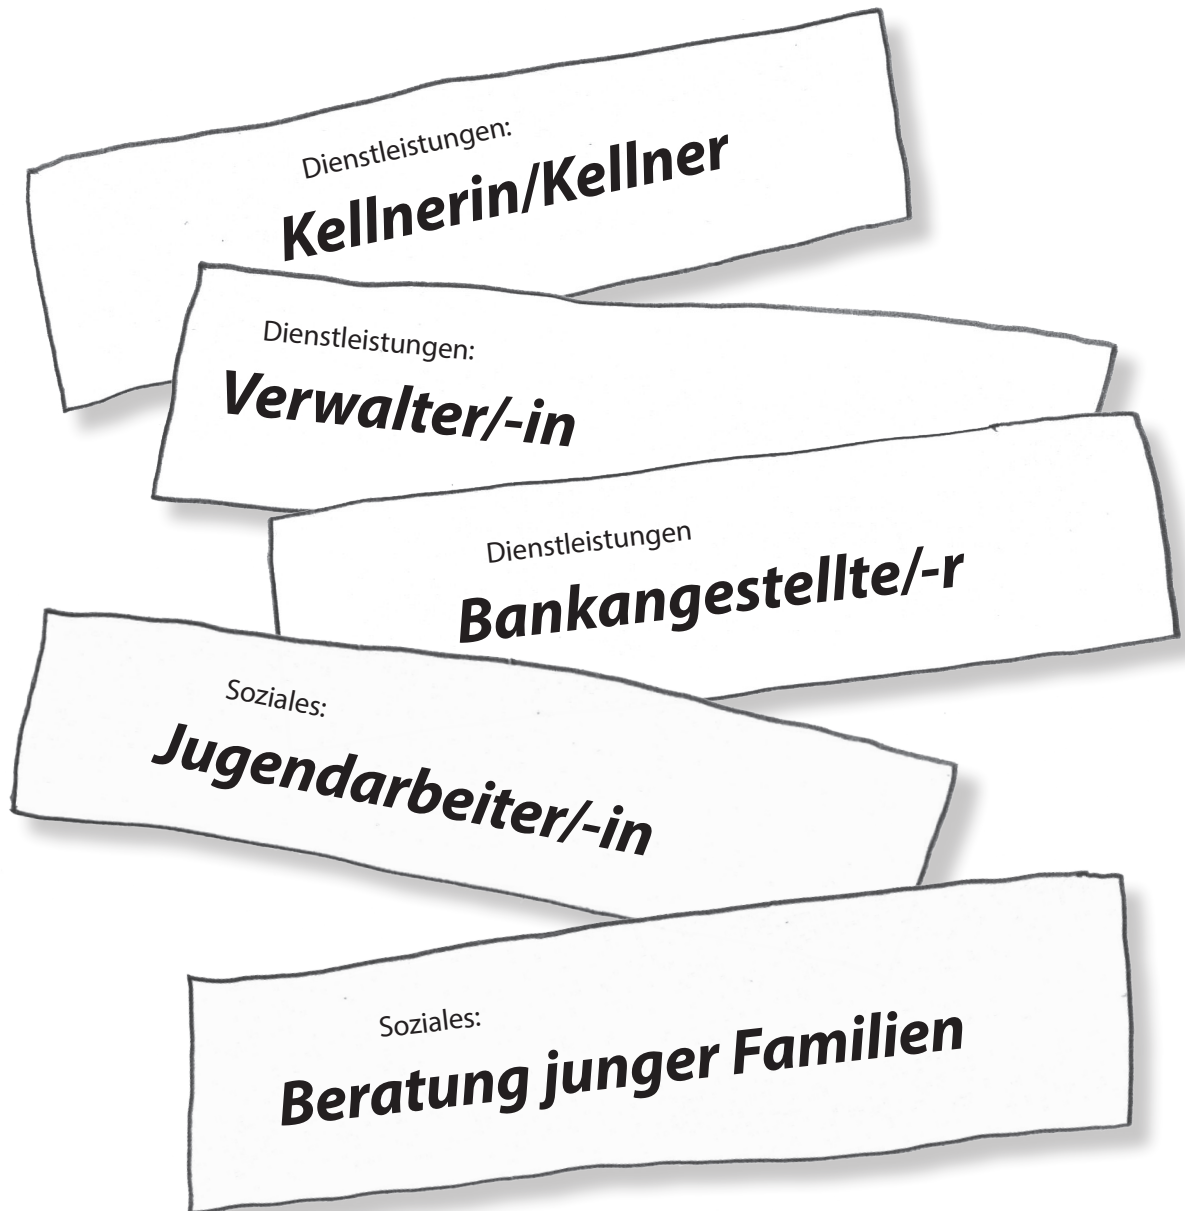 Dienstleistungen:
Kellnerin/Kellner
Dienstleistungen:
Verwalter/-in
Dienstleistungen
Bankangestellte/-r
Soziales:
Jugendarbeiter/-in
Soziales:
Beratung junger Familien